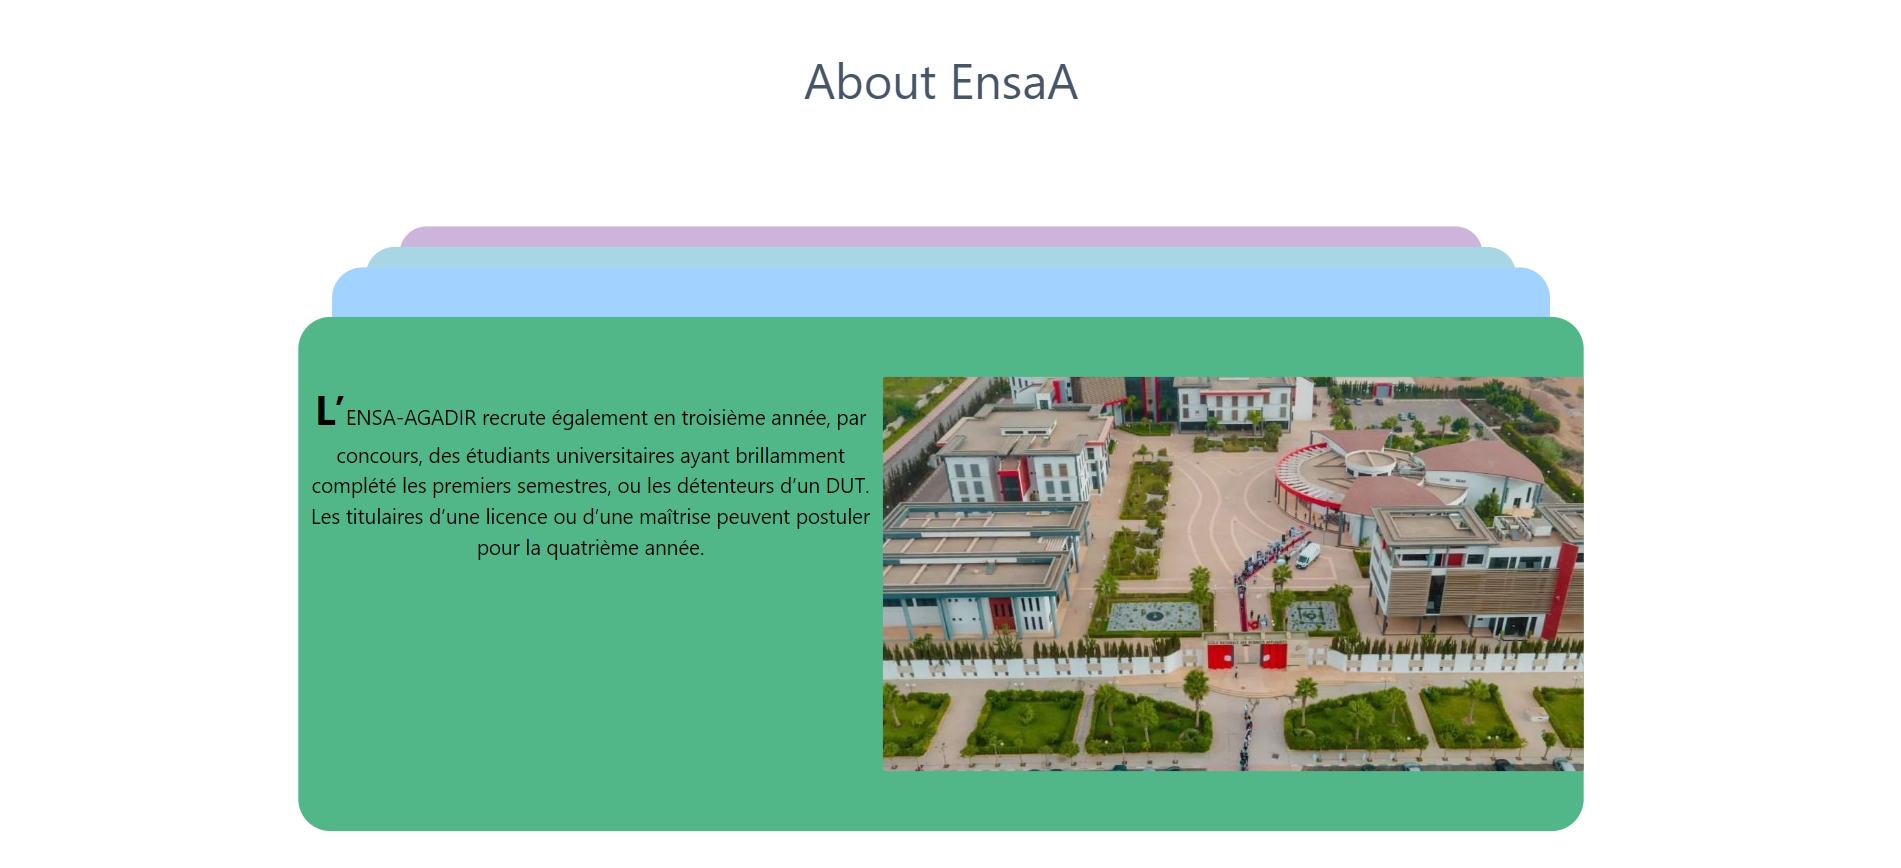 About EnsaA
L’ENSA-AGADIR recrute également en troisième année, par
concours, des étudiants universitaires ayant brillamment
complété les premiers semestres, ou les détenteurs d’un DUT.
Les titulaires d’une licence ou d’une maîtrise peuvent postuler
pour la quatrième année.